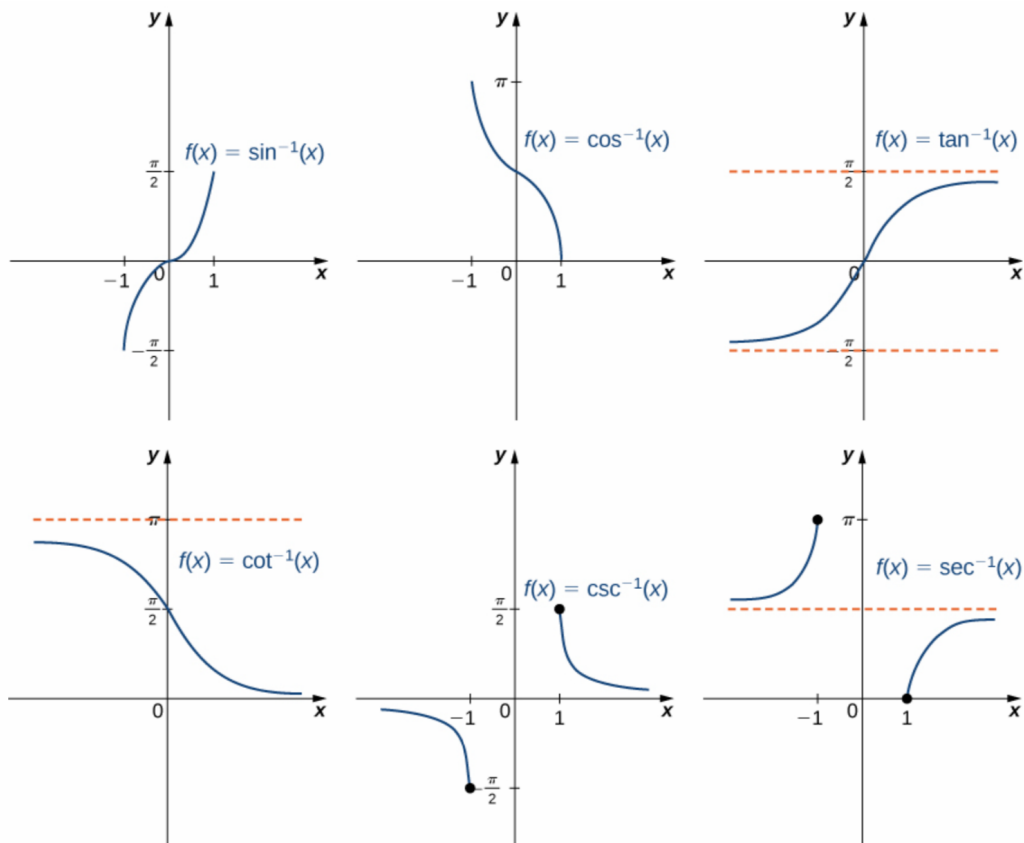 y
f(x) = sin⁻¹(x)
π/2
−1 0 1 x
−π/2
y
π
f(x) = cos⁻¹(x)
−1 0 1 x
y
f(x) = tan⁻¹(x)
π/2
0 x
−π/2
y
π
f(x) = cot⁻¹(x)
π/2
0 x
y
f(x) = csc⁻¹(x)
π/2
−1 0 1 x
−π/2
y
π
f(x) = sec⁻¹(x)
−1 0 1 x